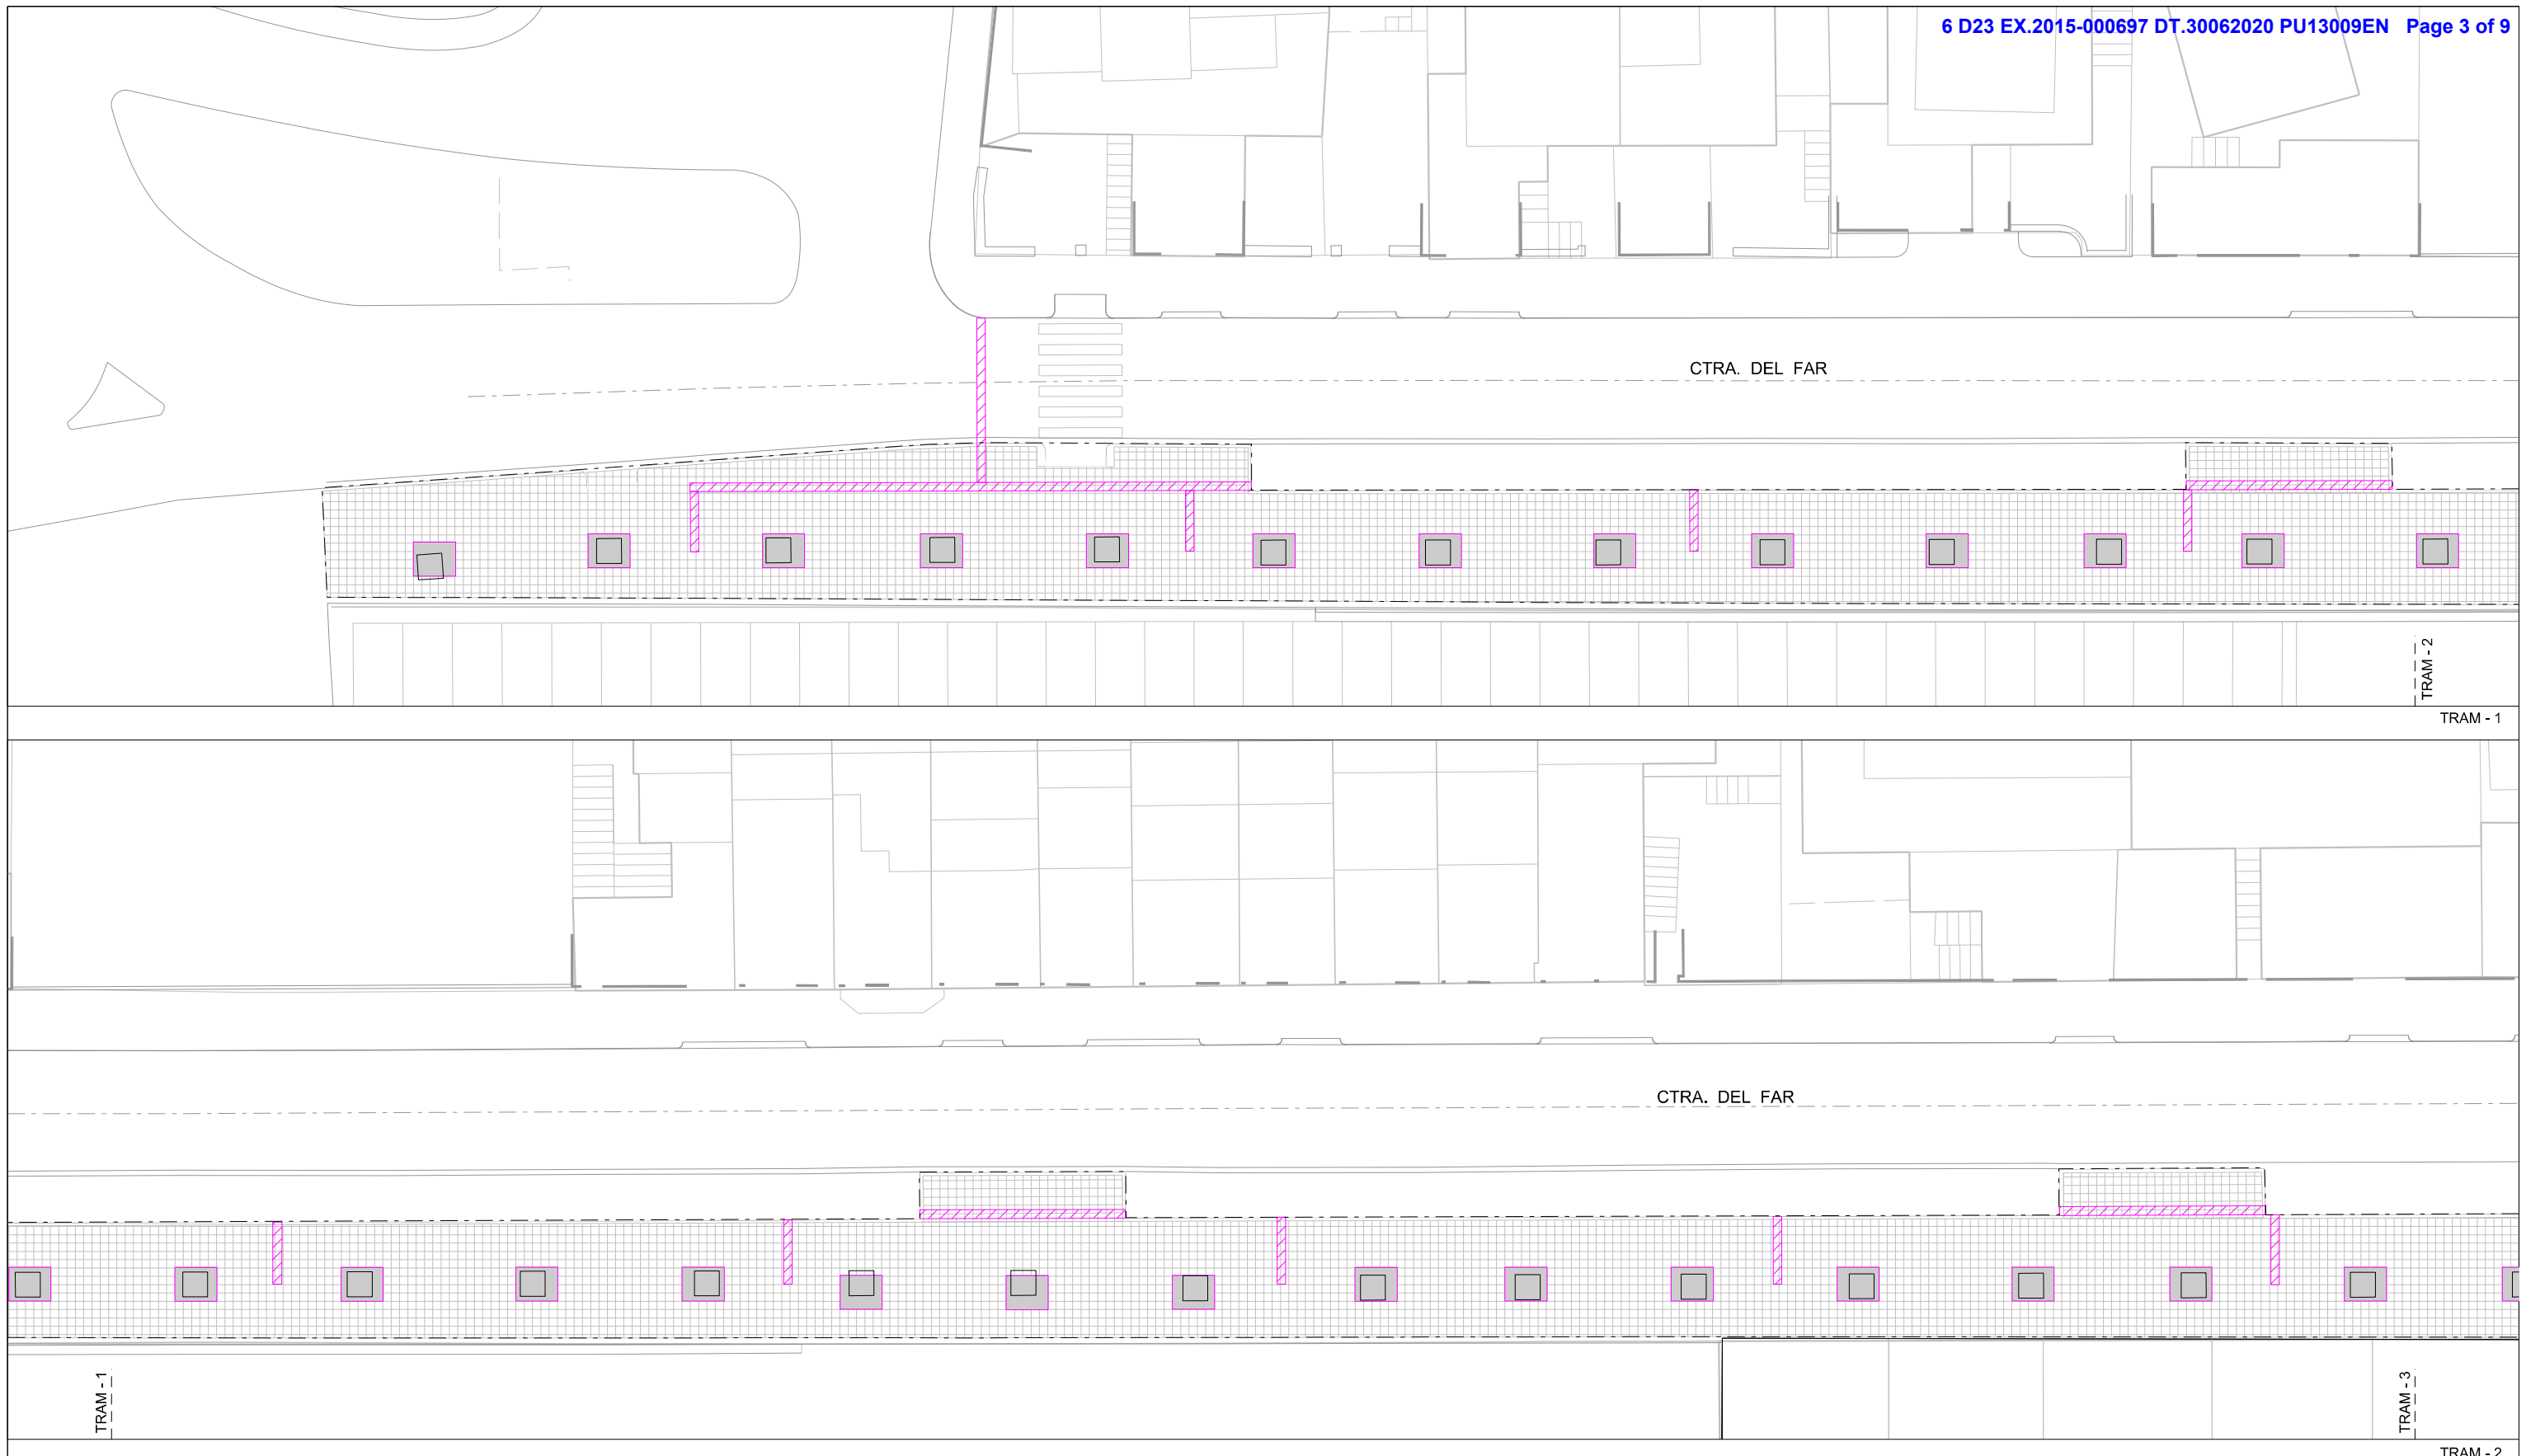 6 D23 EX.2015-000697 DT.30062020 PU13009EN Page 3 of 9
CTRA. DEL FAR
TRAM - 2
TRAM - 1
CTRA. DEL FAR
TRAM - 1
TRAM - 3
TRAM - 2